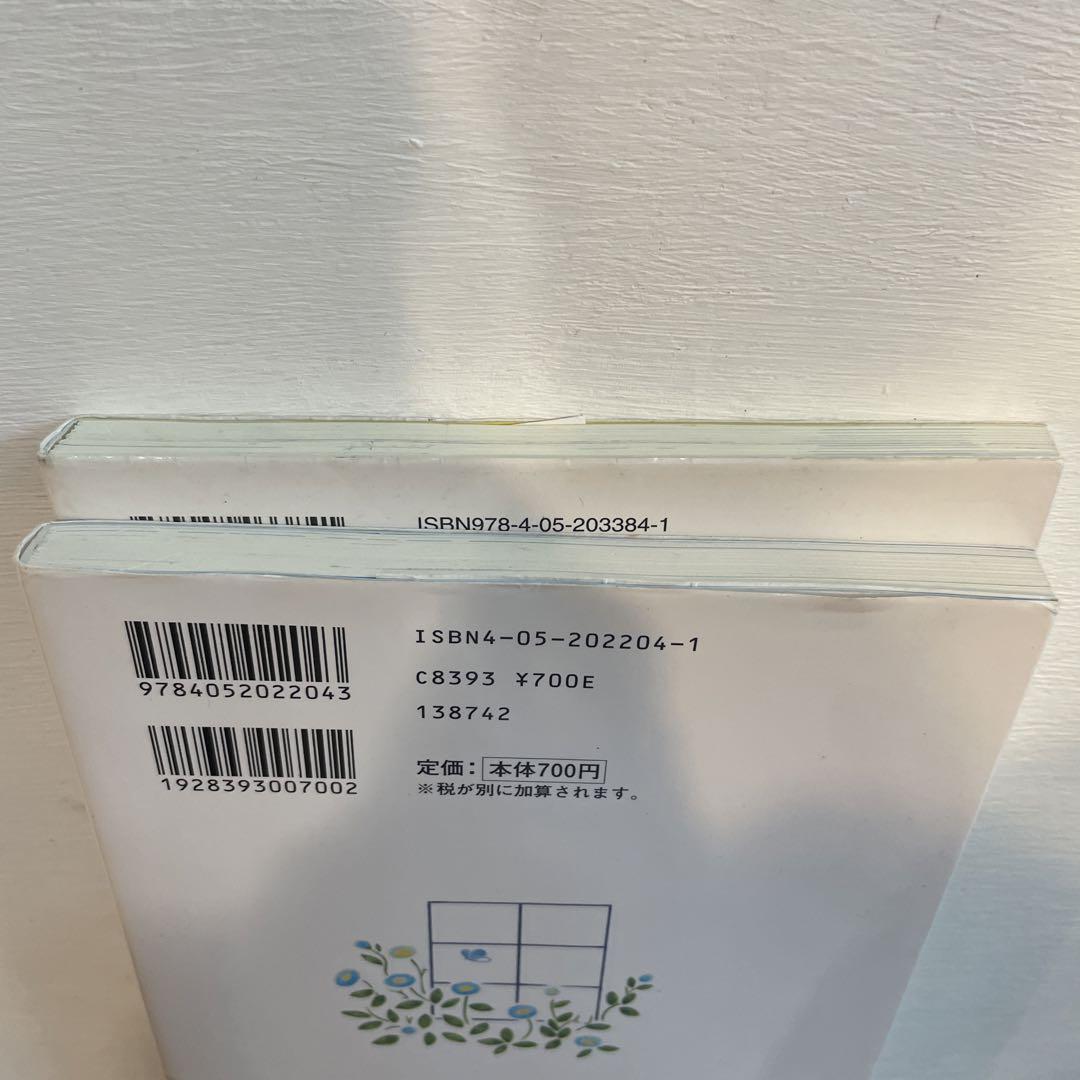 ISBN978-4-05-203384-1
ISBN4-05-202204-1
9784052022043
C8393 ¥700E
138742
1928393007002
定価：本体700円
※税が別に加算されます。